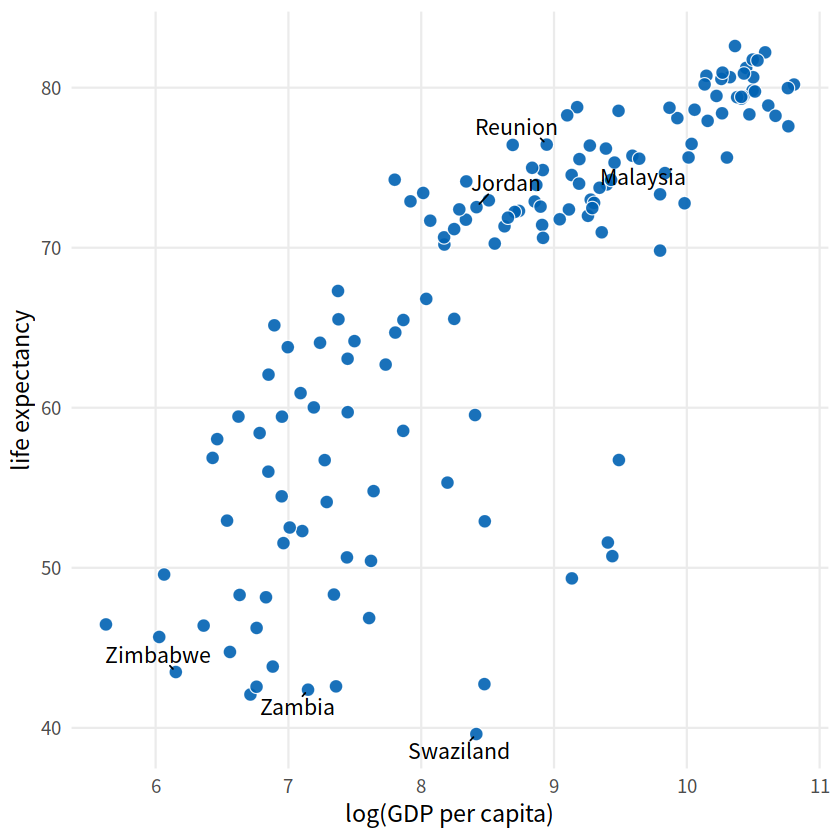 80
70
60
50
40
life expectancy
Reunion
Jordan
Malaysia
Zimbabwe
Zambia
Swaziland
6 7 8 9 10 11
log(GDP per capita)